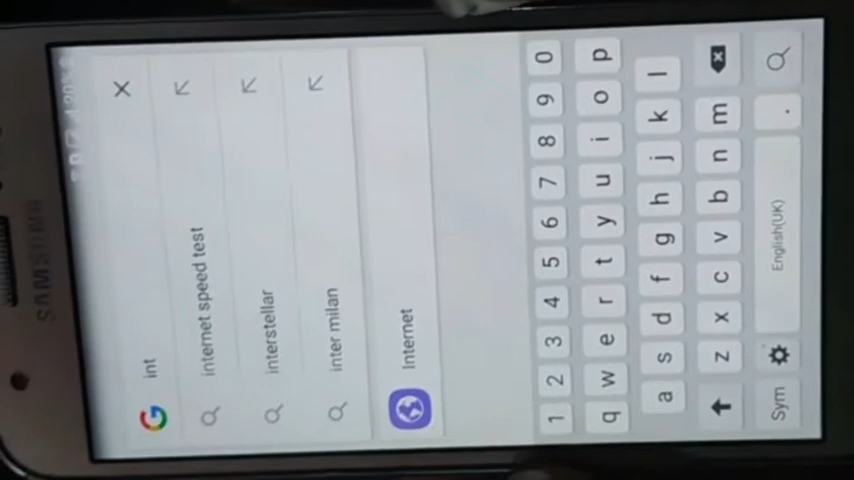 SAMSUNG
20%
int
internet speed test
interstellar
inter milan
Internet
1 2 3 4 5 6 7 8 9 0
q w e r t y u i o p
a s d f g h j k l
z x c v b n m
Sym English(UK) .